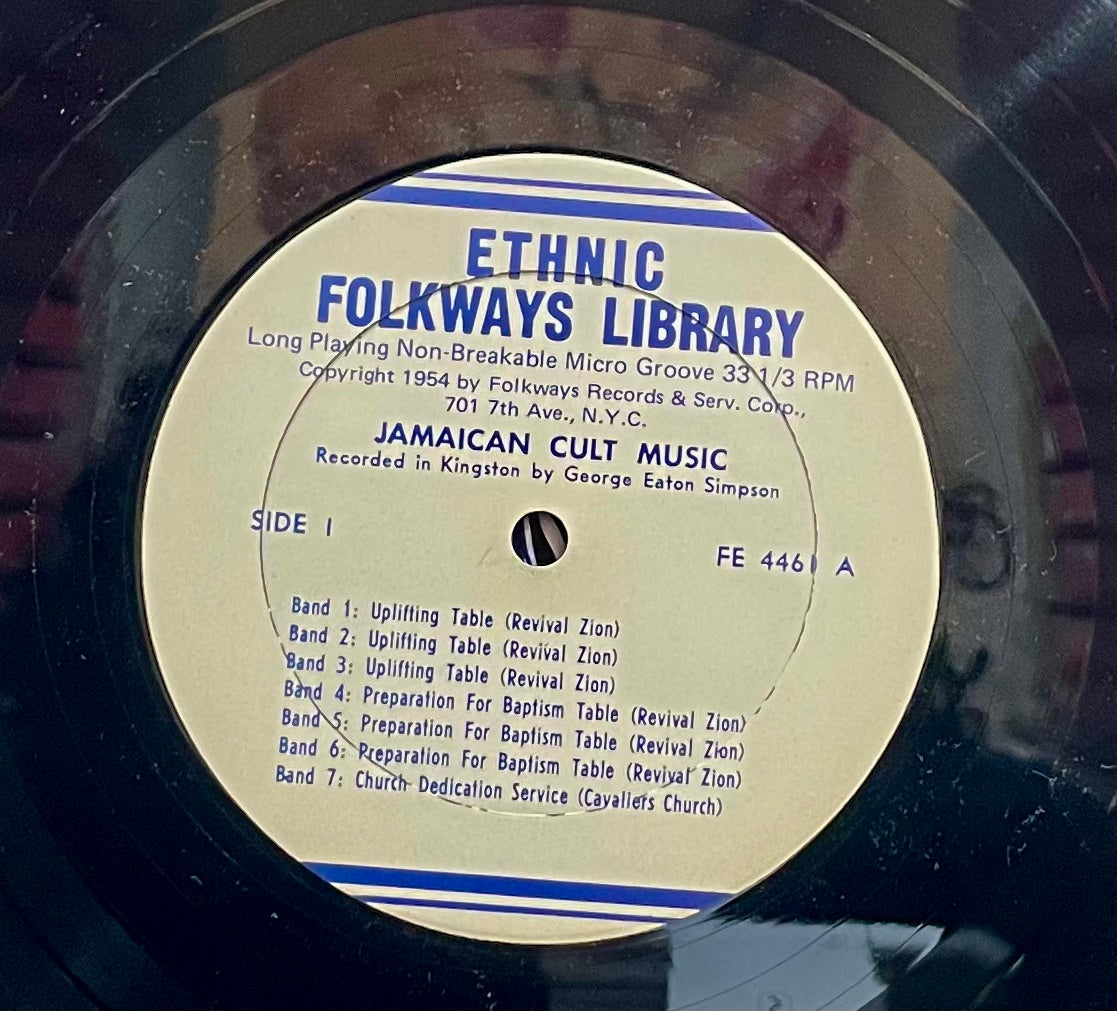 ETHNIC
FOLKWAYS LIBRARY
Long Playing Non-Breakable Micro Groove 33 1/3 RPM
Copyright 1954 by Folkways Records & Serv. Corp.,
701 7th Ave., N.Y.C.
JAMAICAN CULT MUSIC
Recorded in Kingston by George Eaton Simpson
SIDE I
FE 4461 A
Band 1: Uplifting Table (Revival Zion)
Band 2: Uplifting Table (Revival Zion)
Band 3: Uplifting Table (Revival Zion)
Band 4: Preparation For Baptism Table (Revival Zion)
Band 5: Preparation For Baptism Table (Revival Zion)
Band 6: Preparation For Baptism Table (Revival Zion)
Band 7: Church Dedication Service (Cavaliers Church)